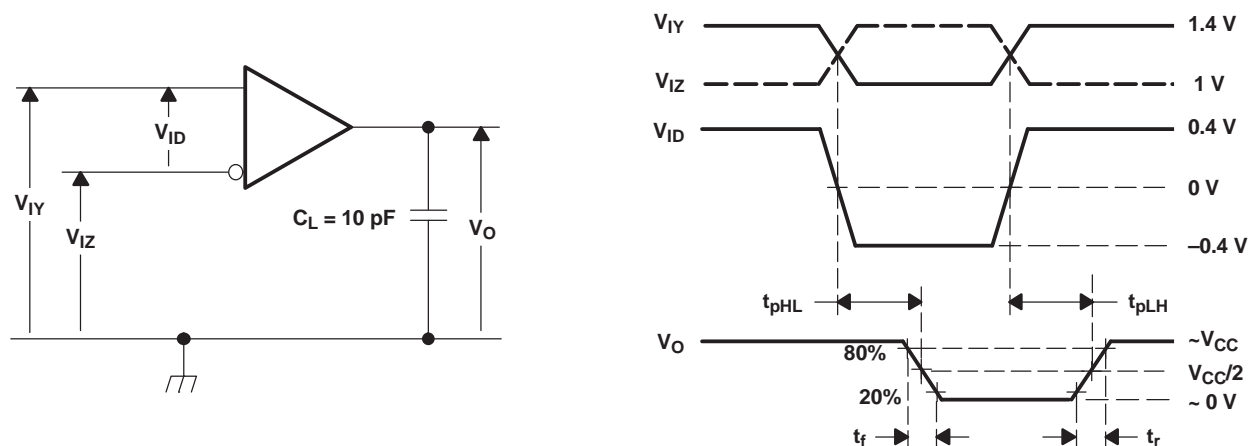 VID
VIY
VIZ
CL = 10 pF
VO
VIY
1.4 V
VIZ
1 V
VID
0.4 V
0 V
–0.4 V
tpHL
tpLH
VO
~VCC
80%
VCC/2
20%
~ 0 V
tf
tr